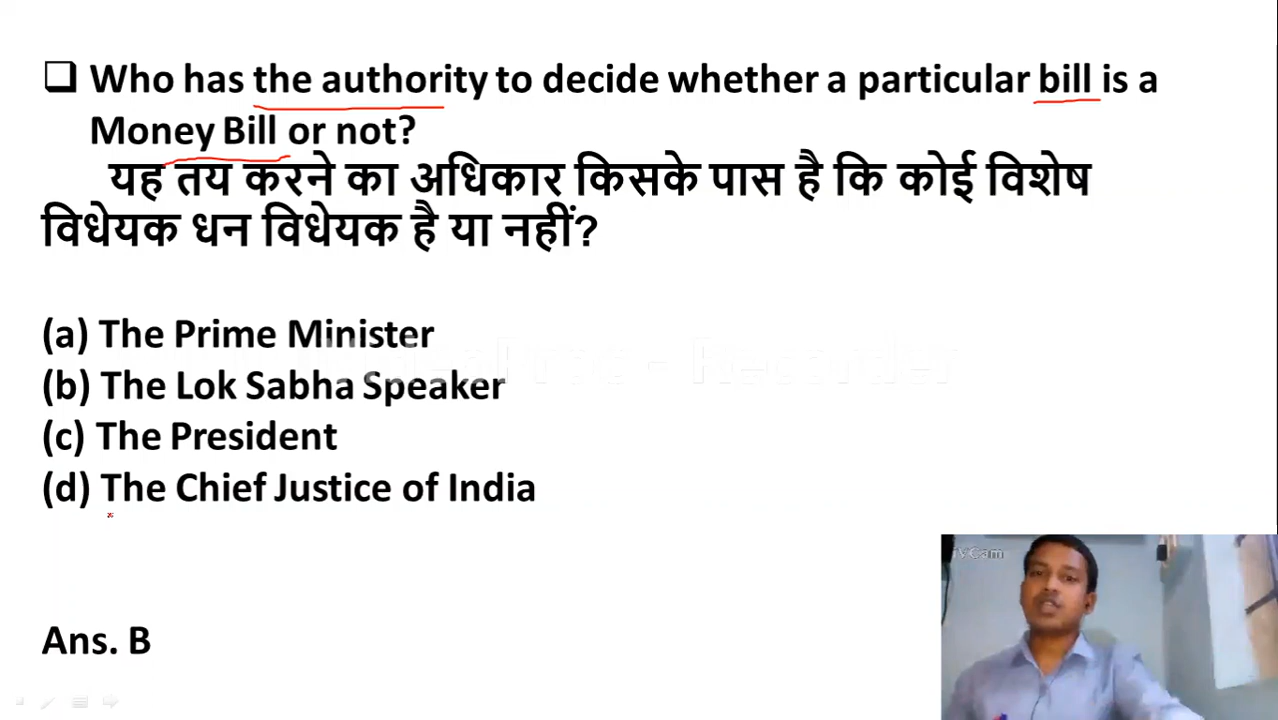 ❑ Who has the authority to decide whether a particular bill is a
Money Bill or not?
यह तय करने का अधिकार किसके पास है कि कोई विशेष
विधेयक धन विधेयक है या नहीं?
(a) The Prime Minister
(b) The Lok Sabha Speaker
(c) The President
(d) The Chief Justice of India
Ans. B